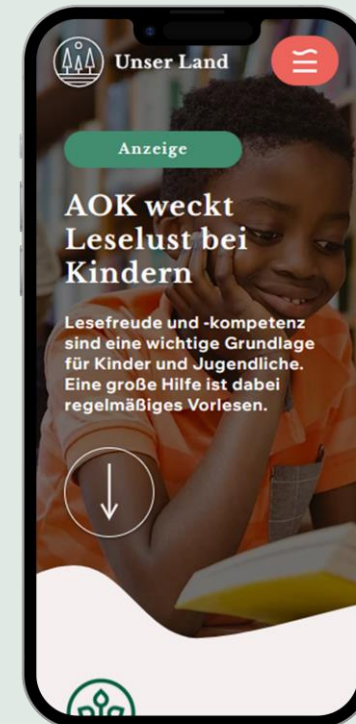 Unser Land
Anzeige
AOK weckt
Leselust bei
Kindern
Lesefreude und -kompetenz
sind eine wichtige Grundlage
für Kinder und Jugendliche.
Eine große Hilfe ist dabei
regelmäßiges Vorlesen.